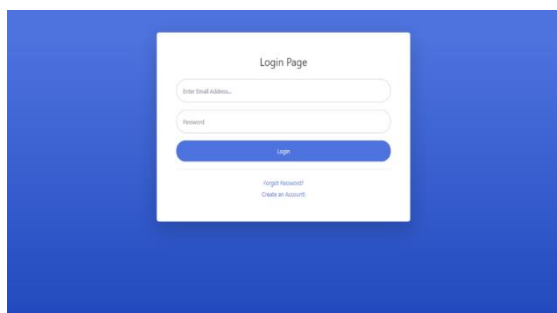 Login Page
Enter Email Address...
Password
Login
Forgot Password?
Create an Account!